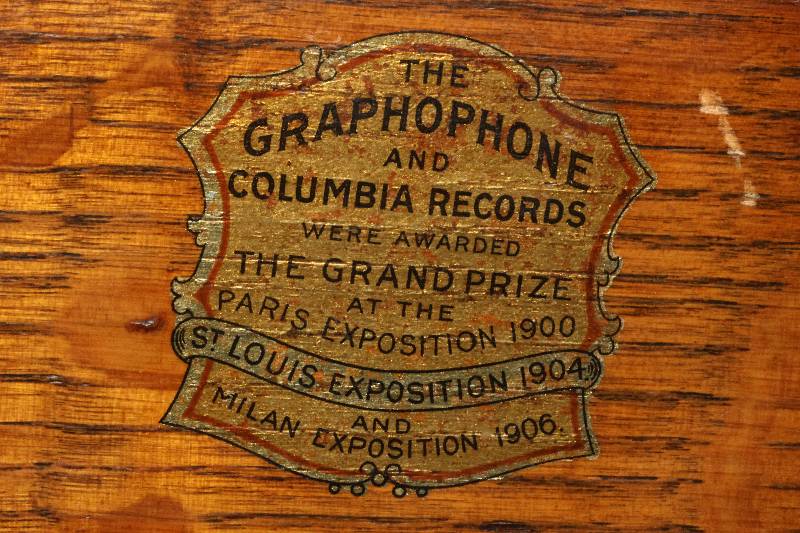 THE
GRAPHOPHONE
AND
COLUMBIA RECORDS
WERE AWARDED
THE GRAND PRIZE
AT THE
PARIS EXPOSITION 1900
ST LOUIS EXPOSITION 1904
AND
MILAN EXPOSITION 1906.